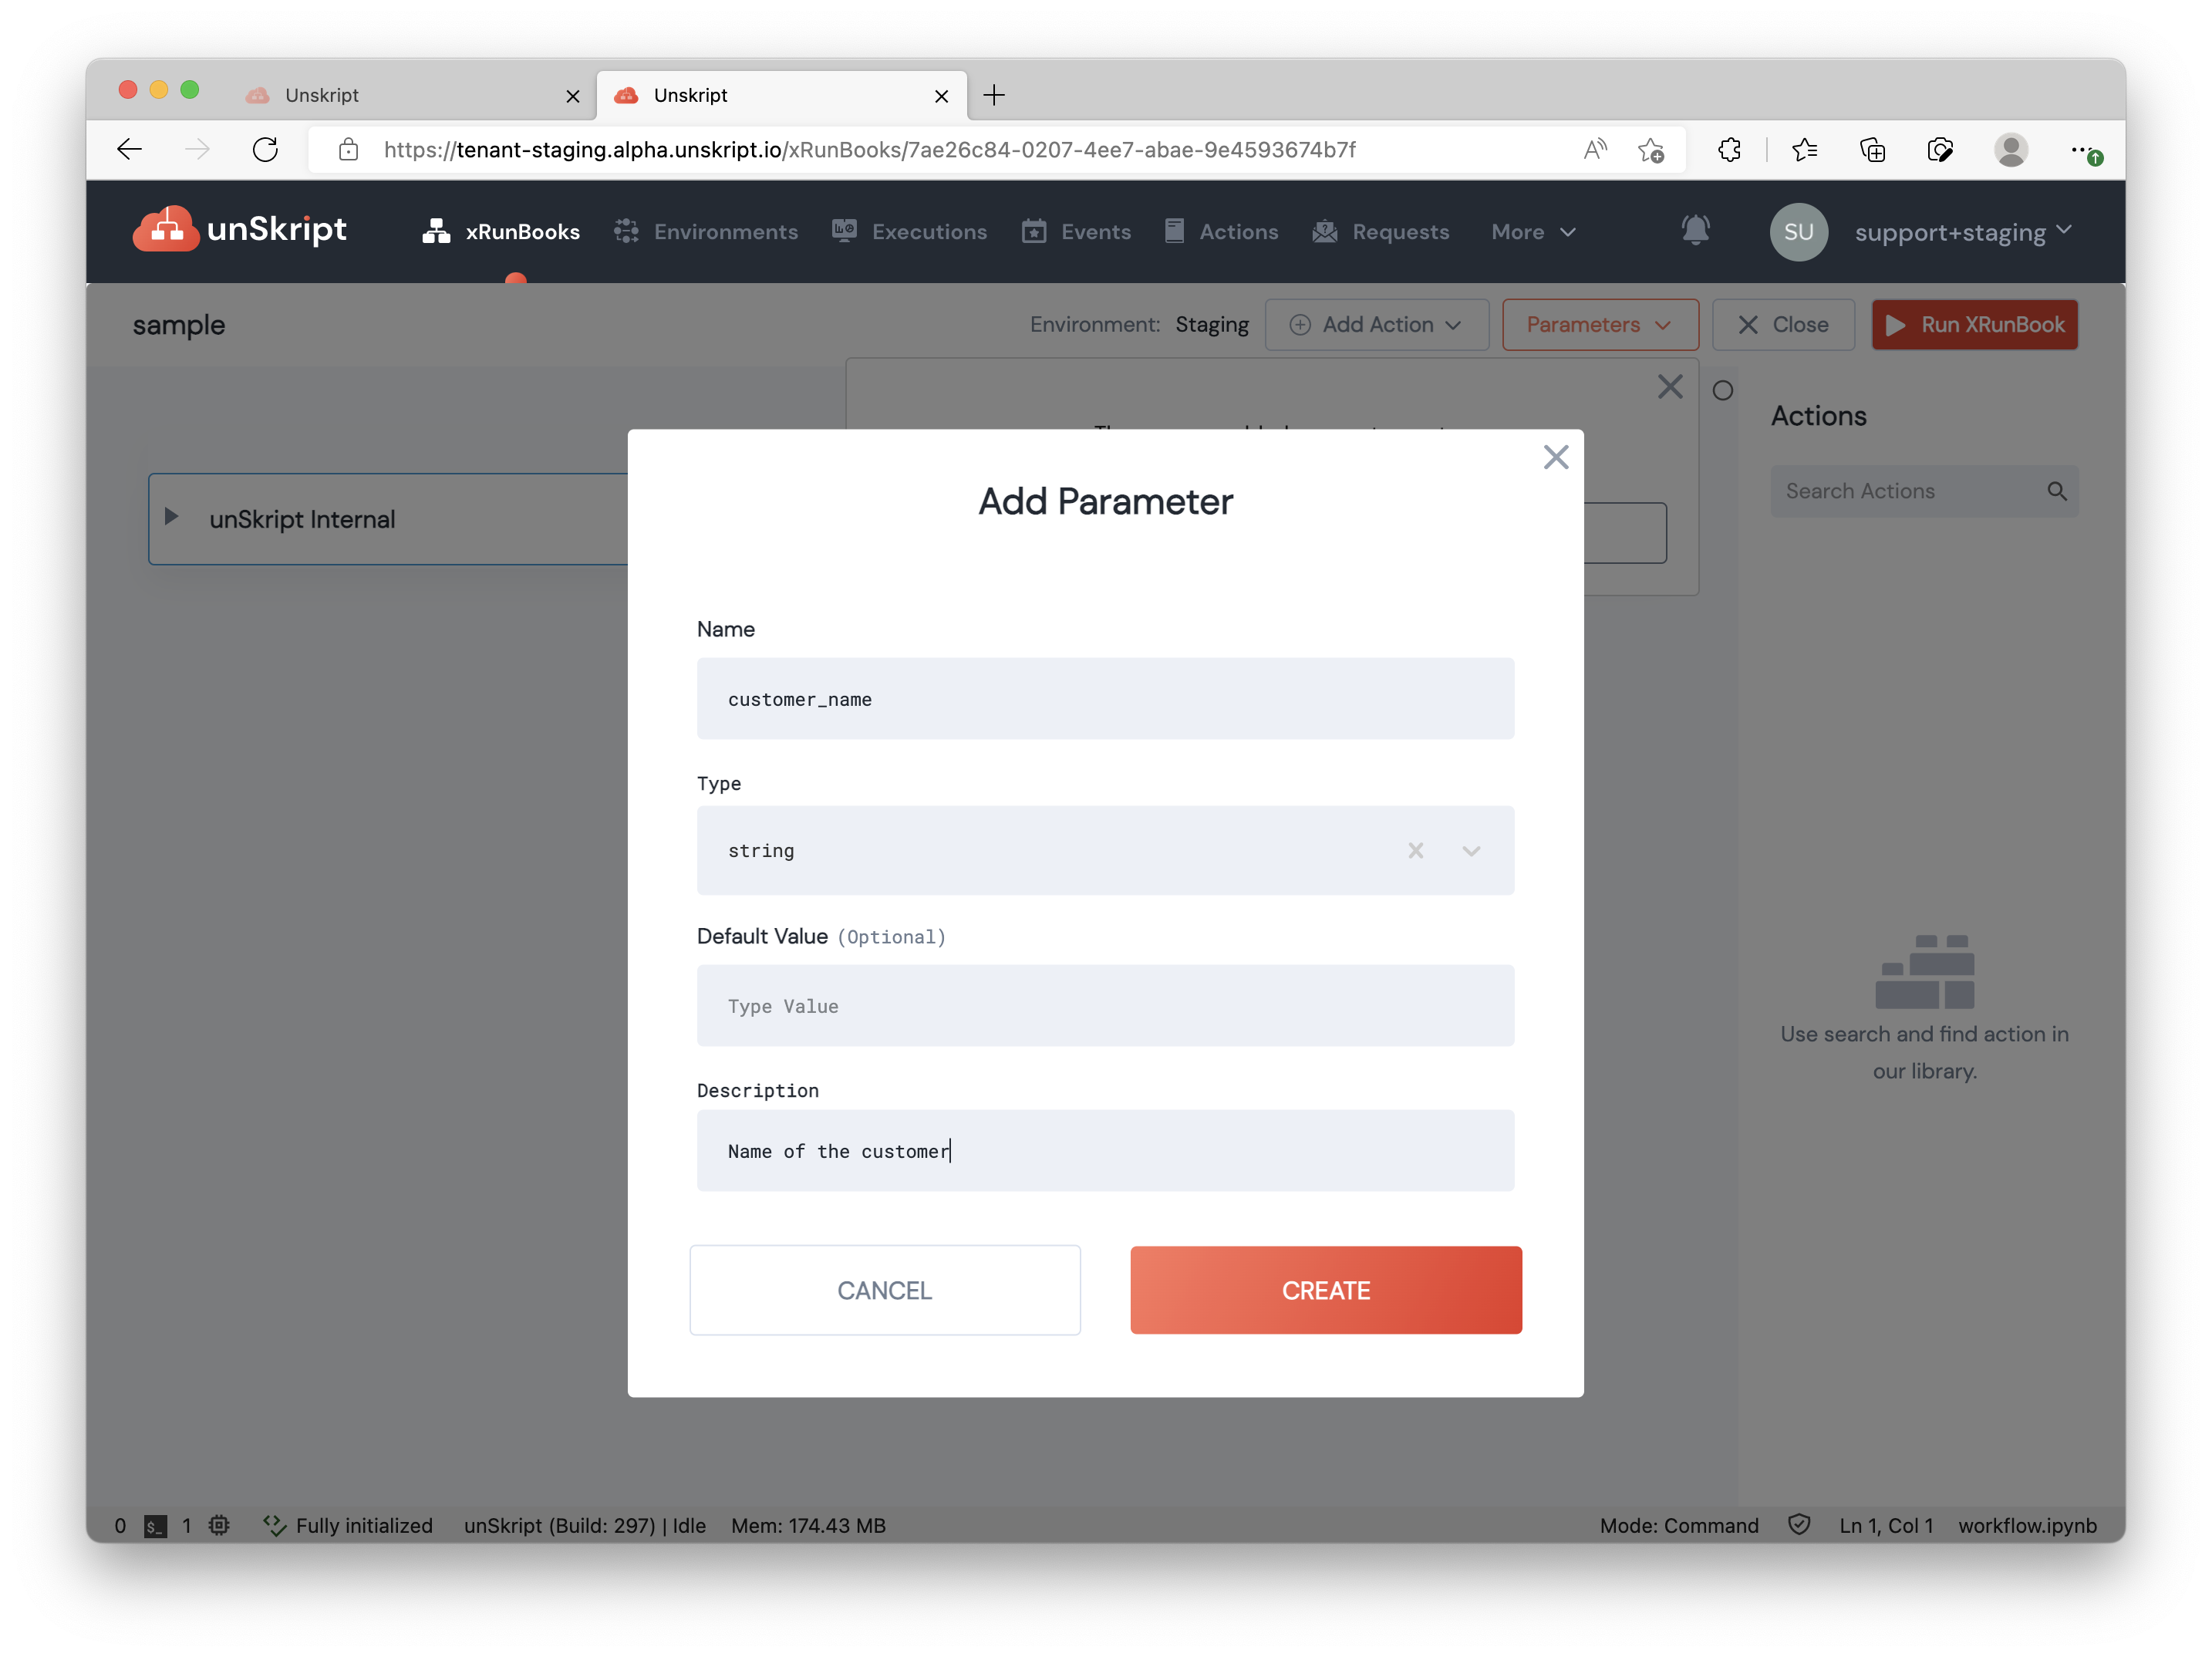 Unskript
Unskript
https://tenant-staging.alpha.unskript.io/xRunBooks/7ae26c84-0207-4ee7-abae-9e4593674b7f
unSkript
xRunBooks
Environments
Executions
Events
Actions
Requests
More
SU
support+staging
sample
Environment: Staging
Add Action
Parameters
Close
Run XRunBook
Actions
Search Actions
unSkript Internal
Add Parameter
Name
customer_name
Type
string
Default Value (Optional)
Type Value
Description
Name of the customer
CANCEL
CREATE
Use search and find action in
our library.
0 $_ 1 Fully initialized unSkript (Build: 297) | Idle Mem: 174.43 MB
Mode: Command Ln 1, Col 1 workflow.ipynb